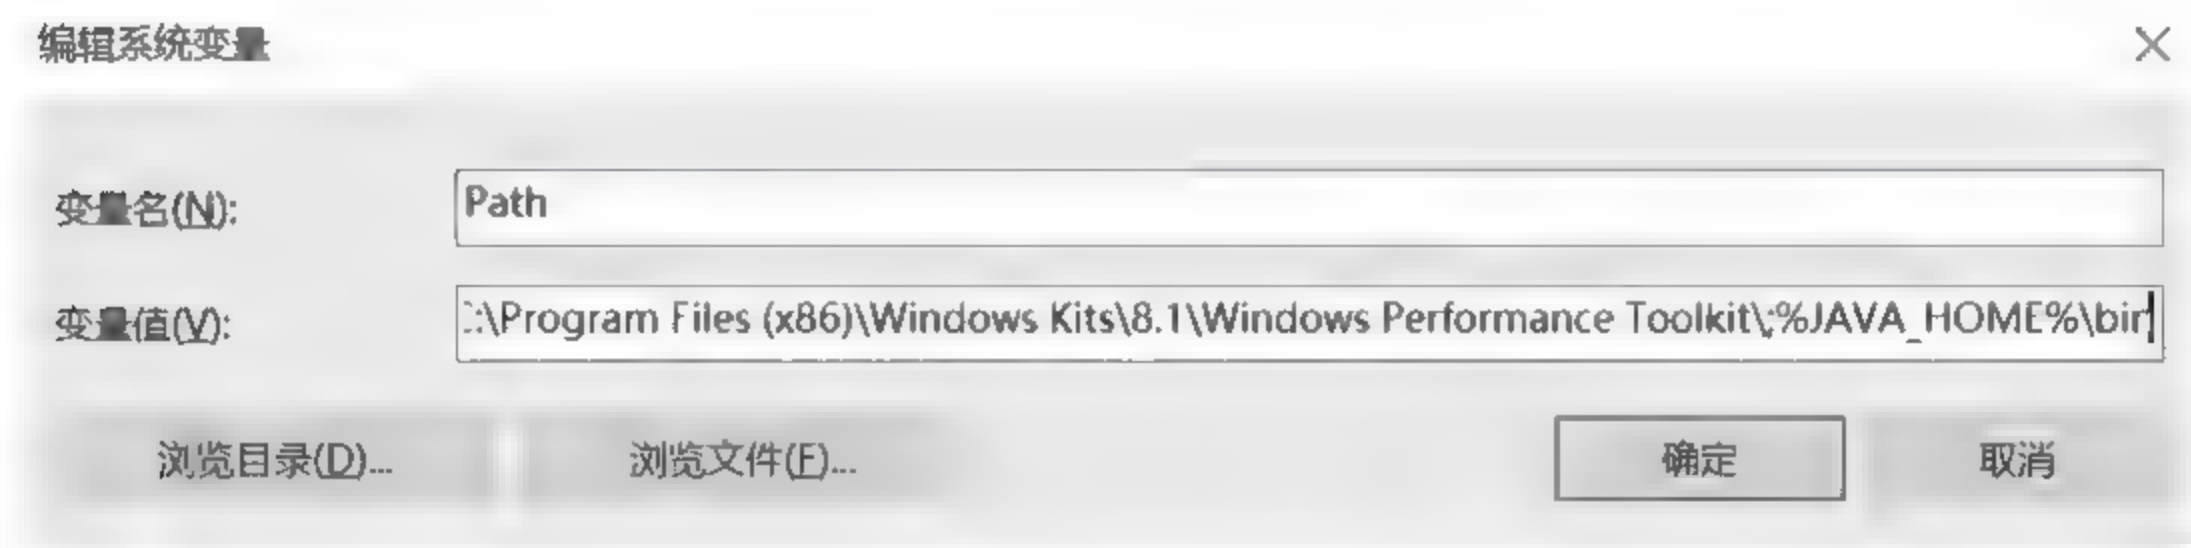 编辑系统变量
变量名(N):
Path
变量值(V):
:\Program Files (x86)\Windows Kits\8.1\Windows Performance Toolkit\;%JAVA_HOME%\bin
浏览目录(D)...
浏览文件(F)...
确定
取消